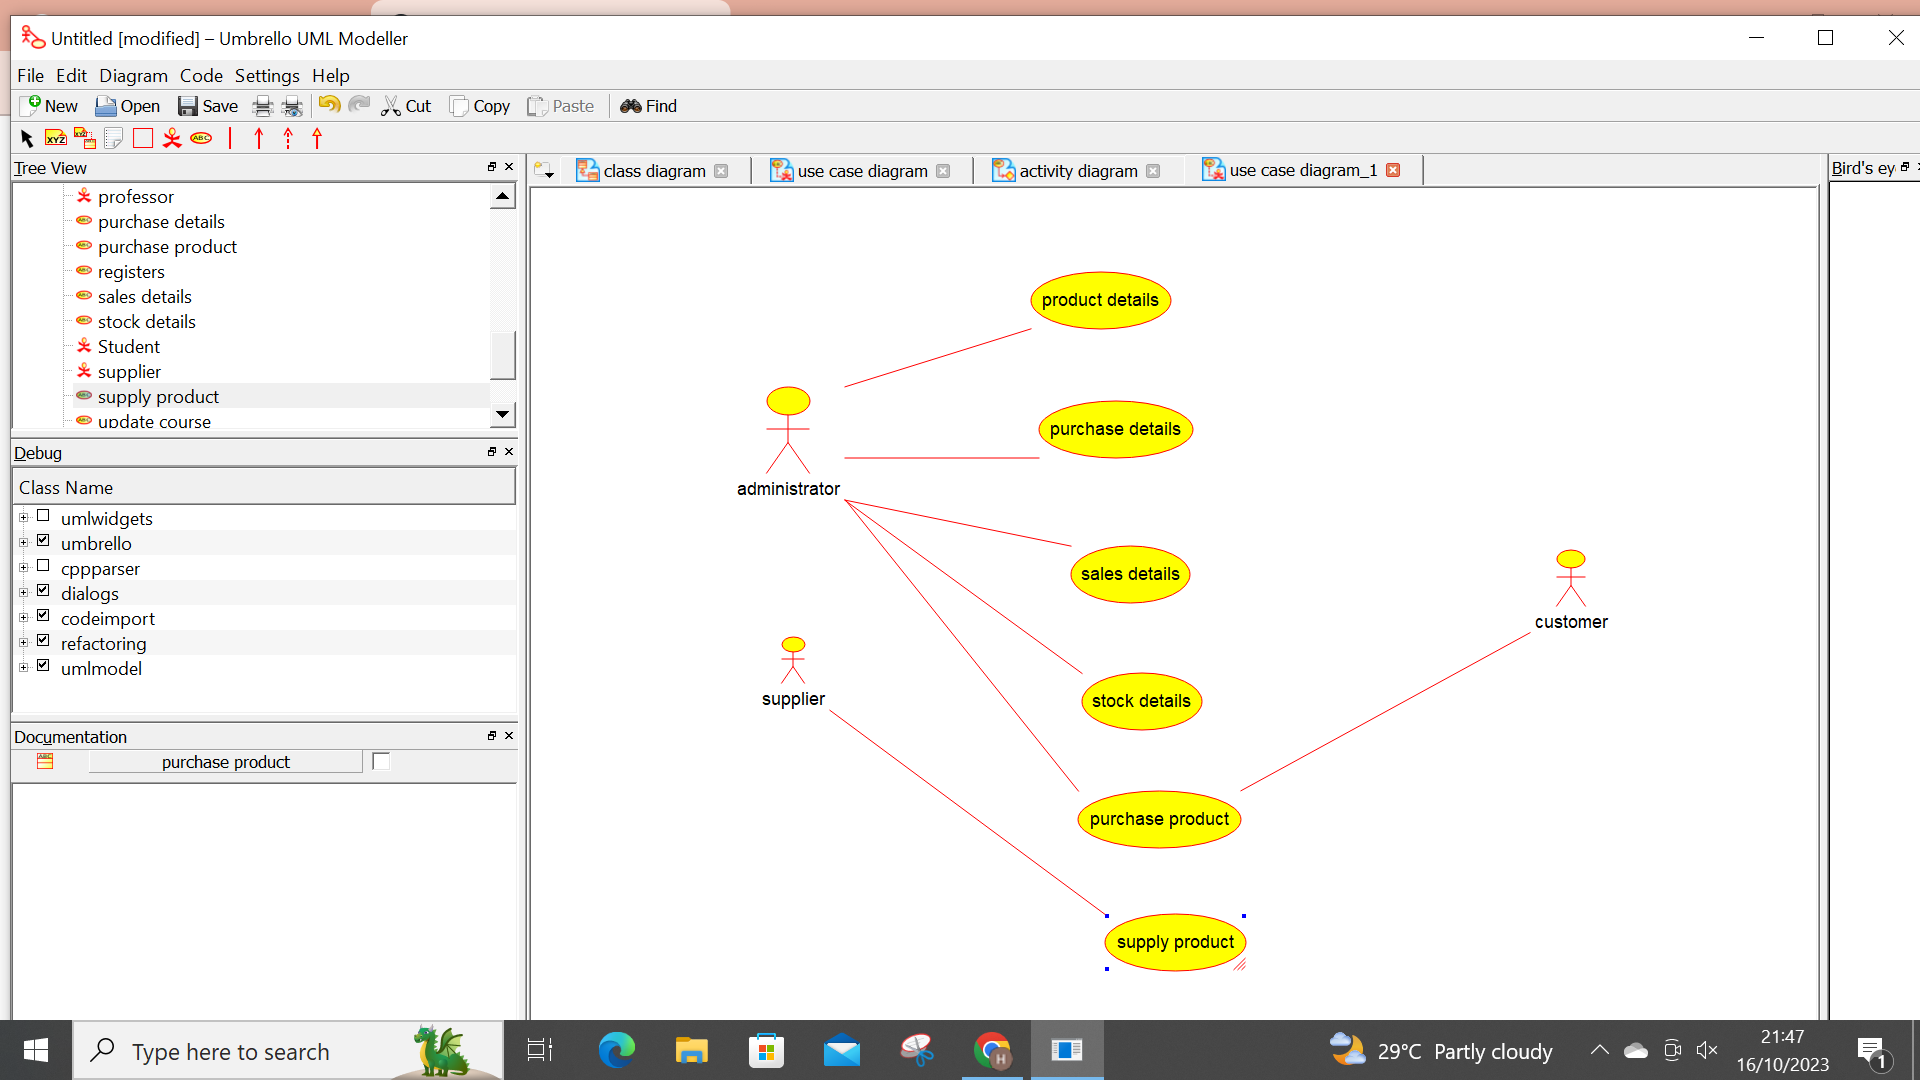 Untitled [modified] – Umbrello UML Modeller
File Edit Diagram Code Settings Help
New Open Save Cut Copy Paste Find
XYZ XYZ ABC
Tree View
class diagram use case diagram activity diagram use case diagram_1
Bird's ey
professor
purchase details
purchase product
registers
sales details
stock details
Student
supplier
supply product
update course
Debug
Class Name
umlwidgets
umbrello
cppparser
dialogs
codeimport
refactoring
umlmodel
Documentation
purchase product
product details
purchase details
administrator
sales details
customer
supplier
stock details
purchase product
supply product
Type here to search
H
29°C Partly cloudy
21:47
16/10/2023
1